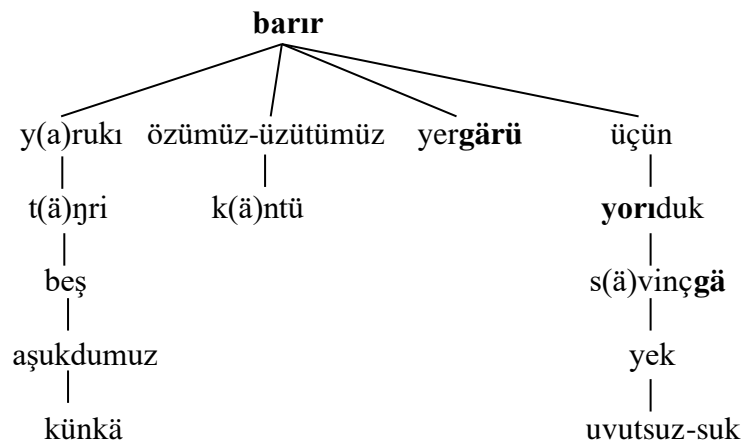 barır
y(a)rukı özümüz-üzütümüz yergärü üçün
t(ä)ŋri k(ä)ntü yorıduk
beş s(ä)vinçgä
aşukdumuz yek
künkä uvutsuz-suk